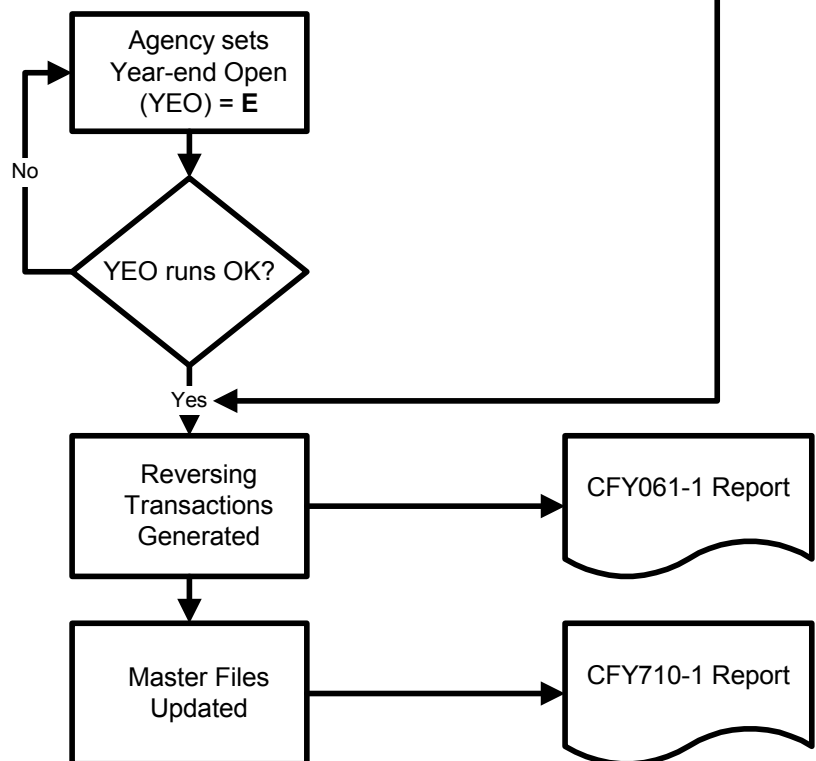 Agency sets
Year-end Open
(YEO) = E
No
YEO runs OK?
Yes
Reversing
Transactions
Generated
CFY061-1 Report
Master Files
Updated
CFY710-1 Report